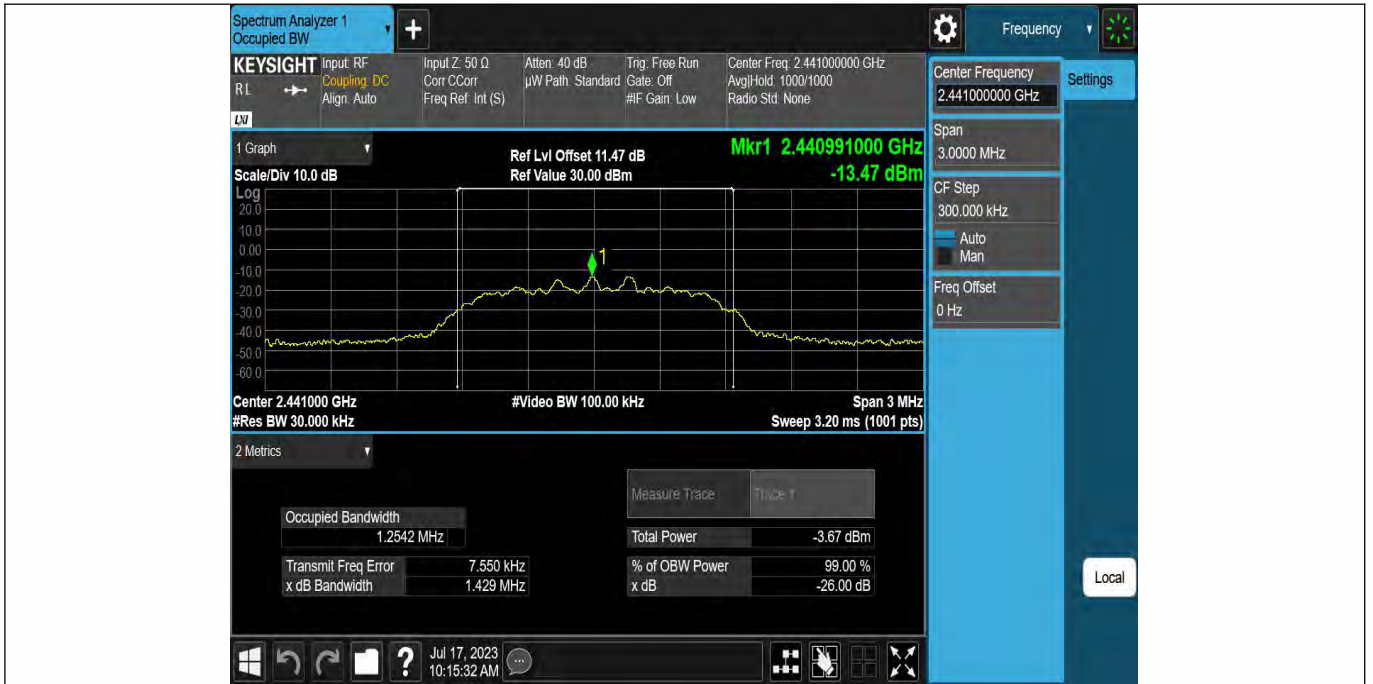 Spectrum Analyzer 1
Occupied BW
Frequency
KEYSIGHT
R L
LXI
Input: RF
Coupling: DC
Align: Auto
Input Z: 50 Ω
Corr CCorr
Freq Ref: Int (S)
Atten: 40 dB
µW Path: Standard
Trig: Free Run
Gate: Off
#IF Gain: Low
Center Freq: 2.441000000 GHz
Avg|Hold: 1000/1000
Radio Std: None
Center Frequency
2.441000000 GHz
Settings
Span
3.0000 MHz
CF Step
300.000 kHz
Auto
Man
Freq Offset
0 Hz
Local
1 Graph
Scale/Div 10.0 dB
Ref Lvl Offset 11.47 dB
Ref Value 30.00 dBm
Mkr1 2.440991000 GHz
-13.47 dBm
Log
20.0
10.0
0.00
-10.0
-20.0
-30.0
-40.0
-50.0
-60.0
1
Center 2.441000 GHz
#Video BW 100.00 kHz
Span 3 MHz
#Res BW 30.000 kHz
Sweep 3.20 ms (1001 pts)
2 Metrics
Measure Trace
Trace 1
Occupied Bandwidth
1.2542 MHz
Total Power
-3.67 dBm
Transmit Freq Error
7.550 kHz
% of OBW Power
99.00 %
x dB Bandwidth
1.429 MHz
x dB
-26.00 dB
Jul 17, 2023
10:15:32 AM